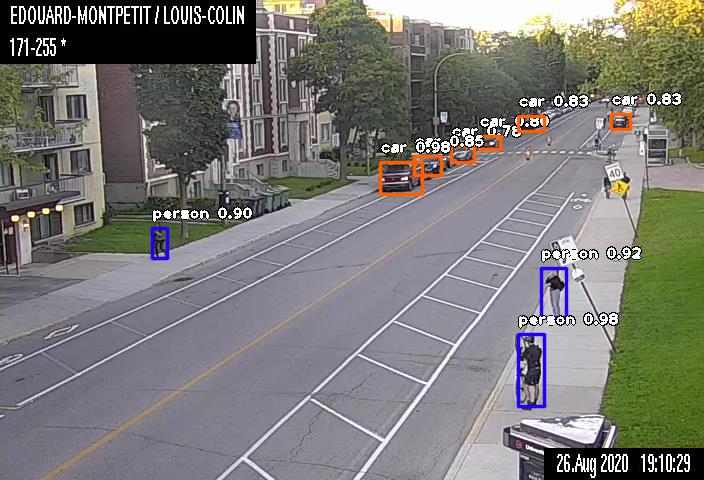 EDOUARD-MONTPETIT / LOUIS-COLIN
171-255 *
car 0.83
car 0.83
car 0.80
car 0.78
car 0.85
car 0.98
40
person 0.90
person 0.92
person 0.98
26.Aug 2020 19:10:29